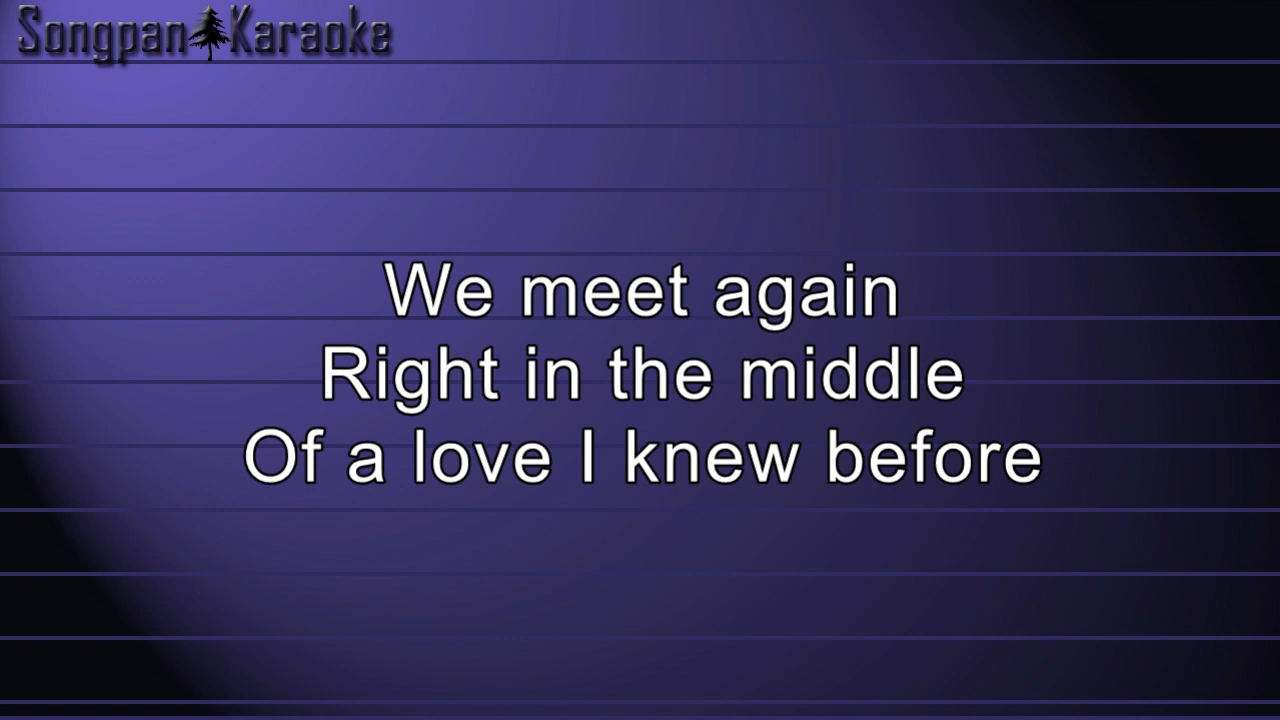 Songpan Karaoke
We meet again
Right in the middle
Of a love I knew before